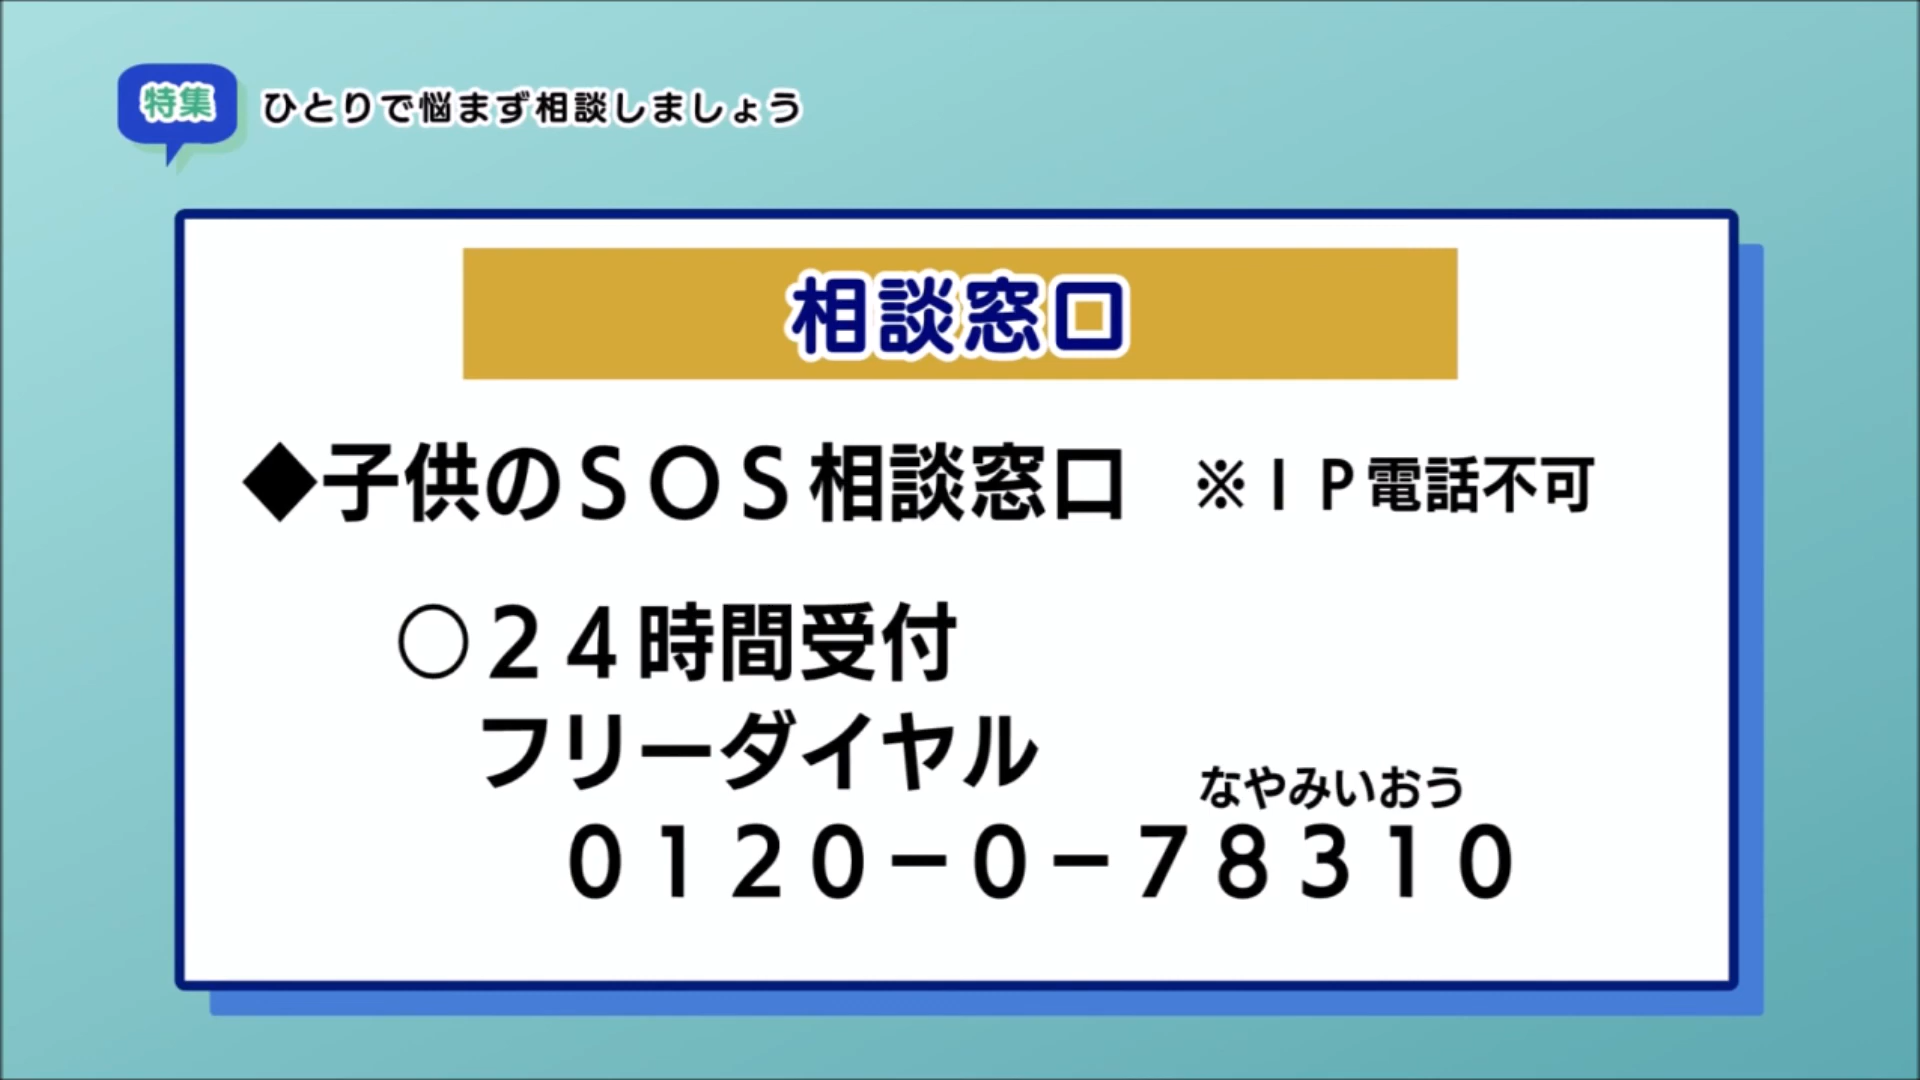 特集
ひとりで悩まず相談しましょう
相談窓口
◆子供のSOS相談窓口 ※IP電話不可
○24時間受付
フリーダイヤル
なやみいおう
0120-0-78310